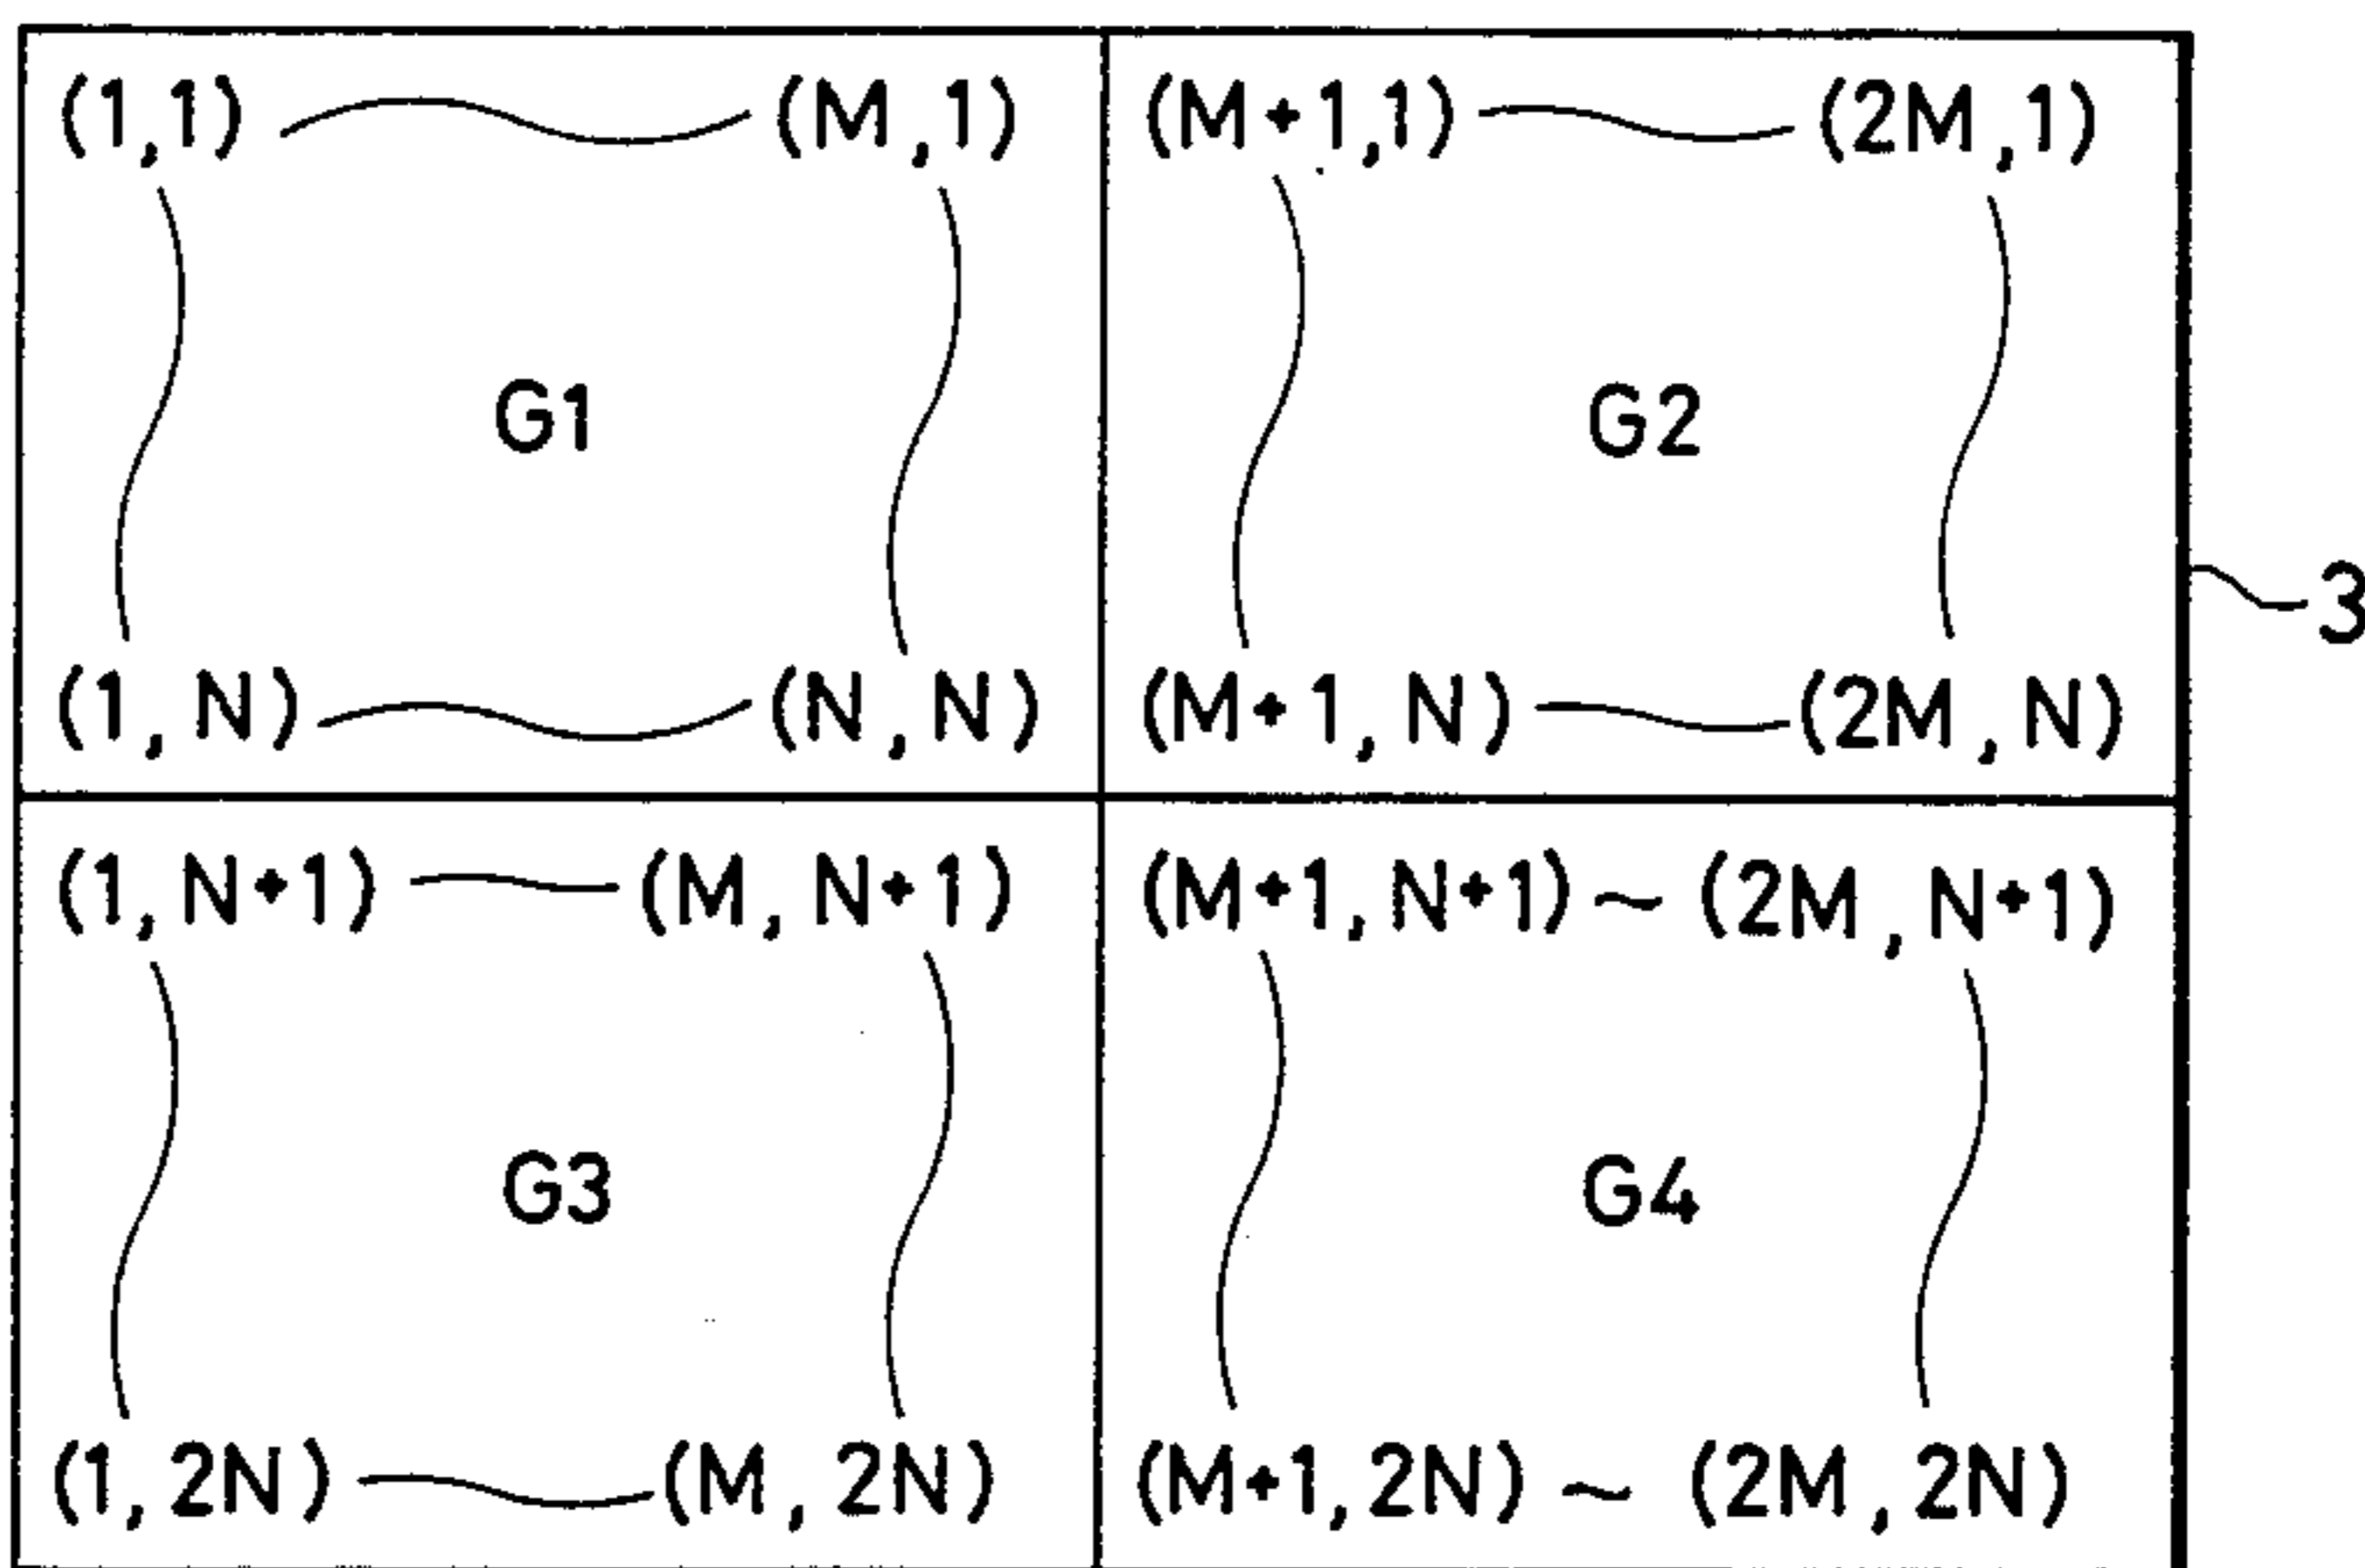 (1,1) (M,1) (M+1,1) (2M,1)
G1 G2
3
(1,N) (N,N) (M+1,N) (2M,N)
(1,N+1) (M,N+1) (M+1,N+1) ~ (2M,N+1)
G3 G4
(1,2N) (M,2N) (M+1,2N) ~ (2M,2N)